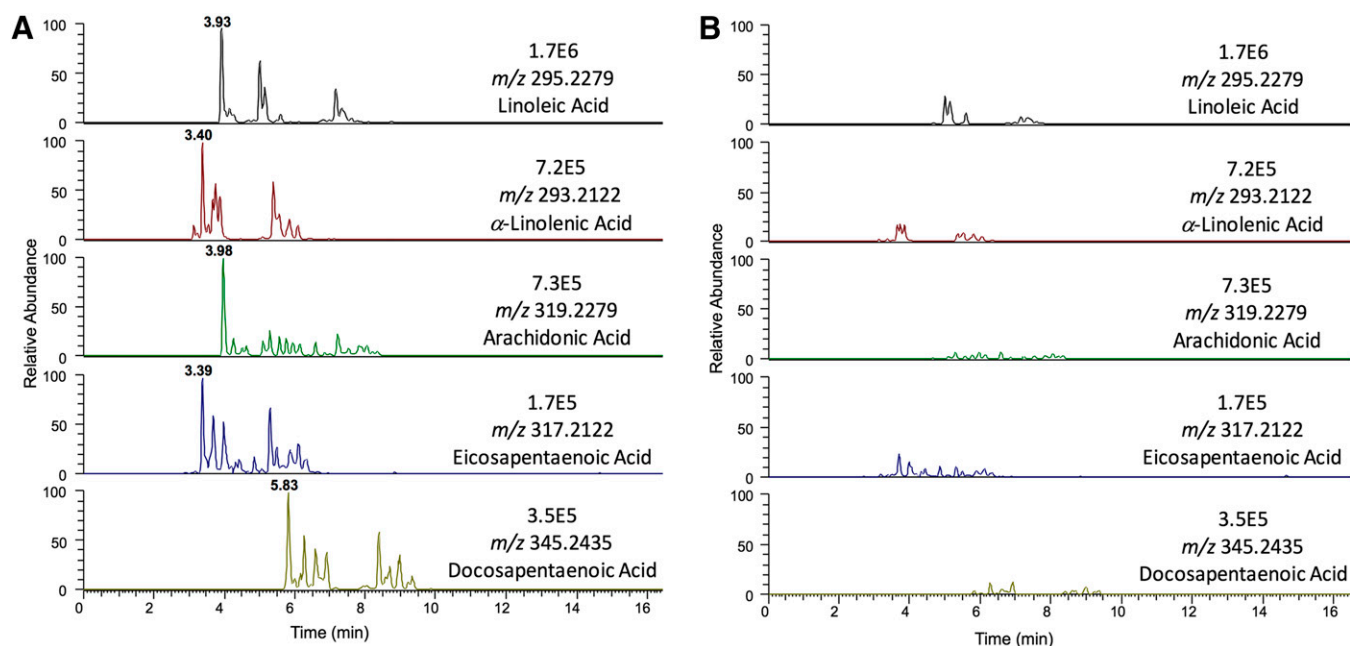 A
Relative Abundance
100
50
0
3.93
1.7E6
m/z 295.2279
Linoleic Acid
100
50
0
3.40
7.2E5
m/z 293.2122
α-Linolenic Acid
100
50
0
3.98
7.3E5
m/z 319.2279
Arachidonic Acid
100
50
0
3.39
1.7E5
m/z 317.2122
Eicosapentaenoic Acid
100
50
0
5.83
3.5E5
m/z 345.2435
Docosapentaenoic Acid
0 2 4 6 8 10 12 14 16
Time (min)
B
Relative Abundance
100
50
0
1.7E6
m/z 295.2279
Linoleic Acid
100
50
0
7.2E5
m/z 293.2122
α-Linolenic Acid
100
50
0
7.3E5
m/z 319.2279
Arachidonic Acid
100
50
0
1.7E5
m/z 317.2122
Eicosapentaenoic Acid
100
50
0
3.5E5
m/z 345.2435
Docosapentaenoic Acid
0 2 4 6 8 10 12 14 16
Time (min)